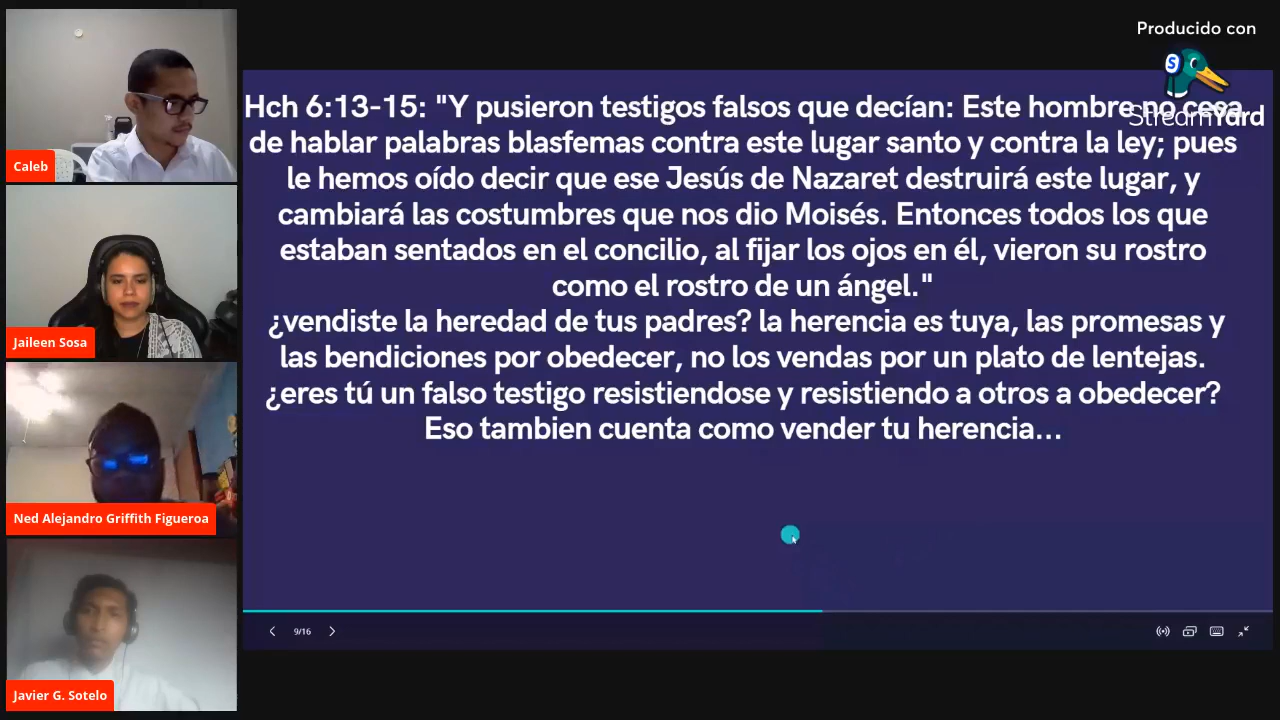 Producido con
StreamYard
Hch 6:13-15: "Y pusieron testigos falsos que decían: Este hombre no cesa
de hablar palabras blasfemas contra este lugar santo y contra la ley; pues
le hemos oído decir que ese Jesús de Nazaret destruirá este lugar, y
cambiará las costumbres que nos dio Moisés. Entonces todos los que
estaban sentados en el concilio, al fijar los ojos en él, vieron su rostro
como el rostro de un ángel."
¿vendiste la heredad de tus padres? la herencia es tuya, las promesas y
las bendiciones por obedecer, no los vendas por un plato de lentejas.
¿eres tú un falso testigo resistiendose y resistiendo a otros a obedecer?
Eso tambien cuenta como vender tu herencia...
9/16
Caleb
Jaileen Sosa
Ned Alejandro Griffith Figueroa
Javier G. Sotelo